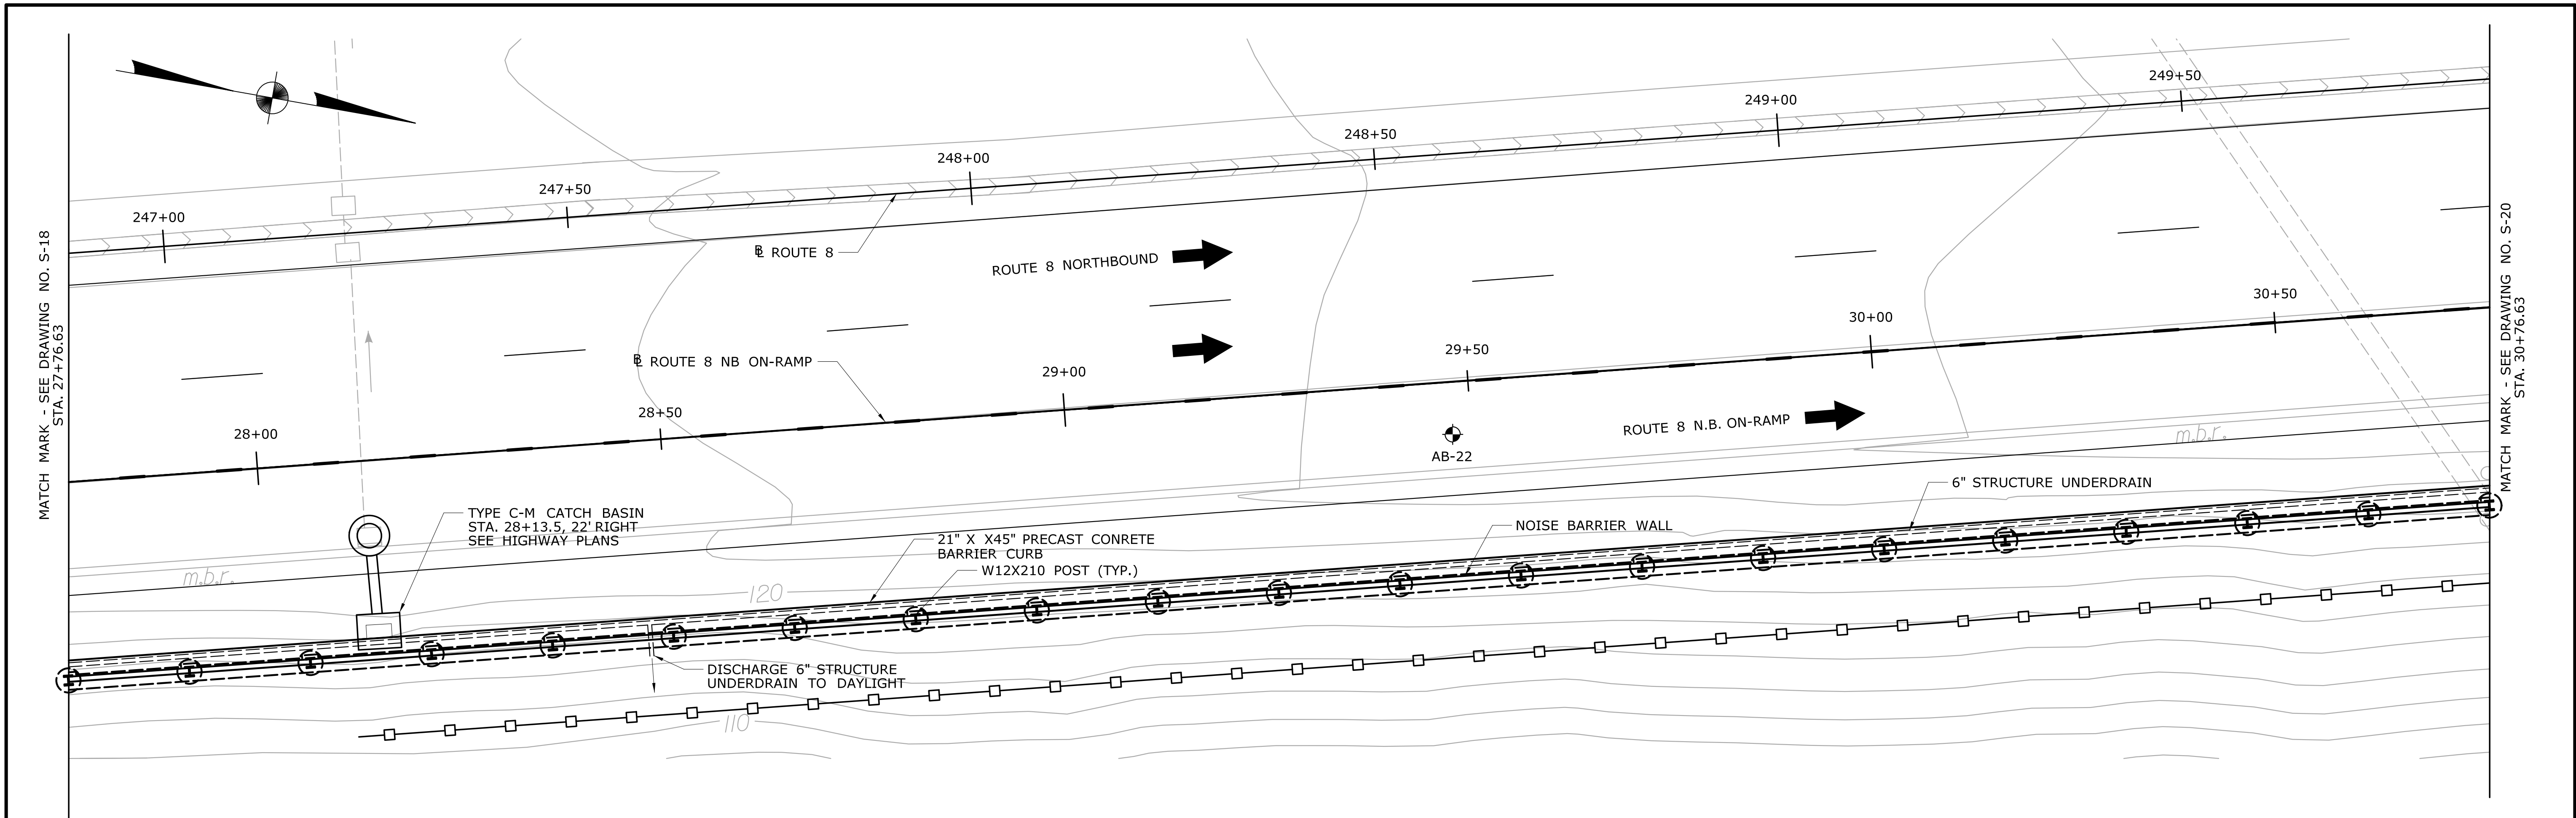 249+50
249+00
248+50
248+00
247+50
247+00
MATCH MARK - SEE DRAWING NO. S-18
STA. 27+76.63
MATCH MARK - SEE DRAWING NO. S-20
STA. 30+76.63
BL ROUTE 8
ROUTE 8 NORTHBOUND
30+50
30+00
29+50
29+00
BL ROUTE 8 NB ON-RAMP
28+50
28+00
ROUTE 8 N.B. ON-RAMP
m.b.r.
AB-22
6" STRUCTURE UNDERDRAIN
TYPE C-M CATCH BASIN
STA. 28+13.5, 22' RIGHT
SEE HIGHWAY PLANS
NOISE BARRIER WALL
21" X X45" PRECAST CONRETE
BARRIER CURB
W12X210 POST (TYP.)
m.b.r.
120
DISCHARGE 6" STRUCTURE
UNDERDRAIN TO DAYLIGHT
110